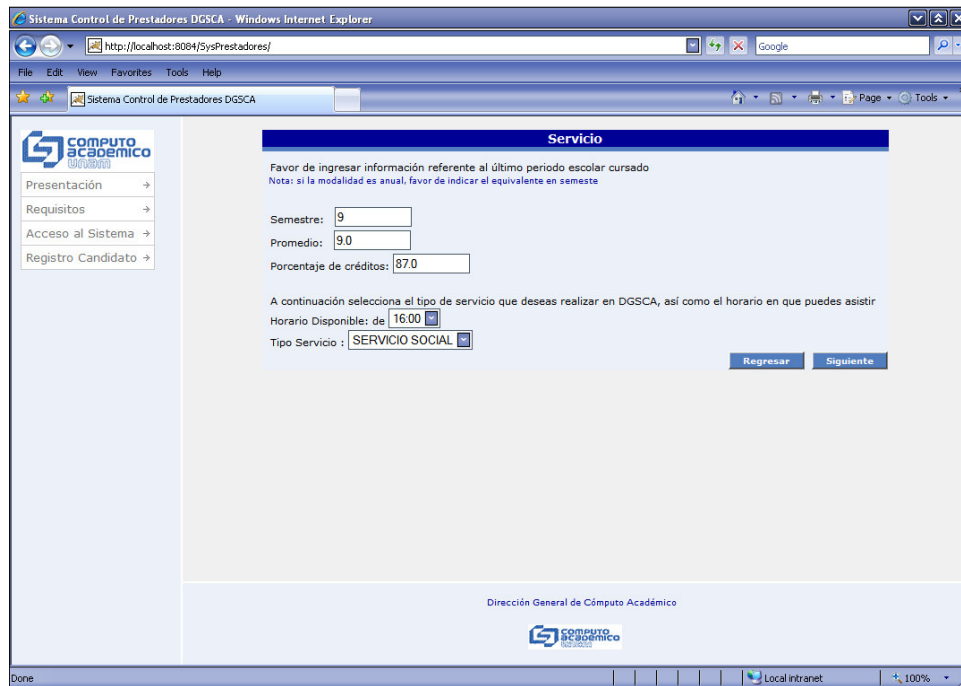 Sistema Control de Prestadores DGSCA - Windows Internet Explorer
http://localhost:8084/SysPrestadores/
Google
File Edit View Favorites Tools Help
Sistema Control de Prestadores DGSCA
Page Tools
COMPUTO
ACADEMICO
UNAM
Presentación
Requisitos
Acceso al Sistema
Registro Candidato
Servicio
Favor de ingresar información referente al último periodo escolar cursado
Nota: si la modalidad es anual, favor de indicar el equivalente en semeste
Semestre: 9
Promedio: 9.0
Porcentaje de créditos: 87.0
A continuación selecciona el tipo de servicio que deseas realizar en DGSCA, así como el horario en que puedes asistir
Horario Disponible: de 16:00
Tipo Servicio : SERVICIO SOCIAL
Regresar Siguiente
Dirección General de Cómputo Académico
COMPUTO
ACADEMICO
UNAM
Done Local intranet 100%